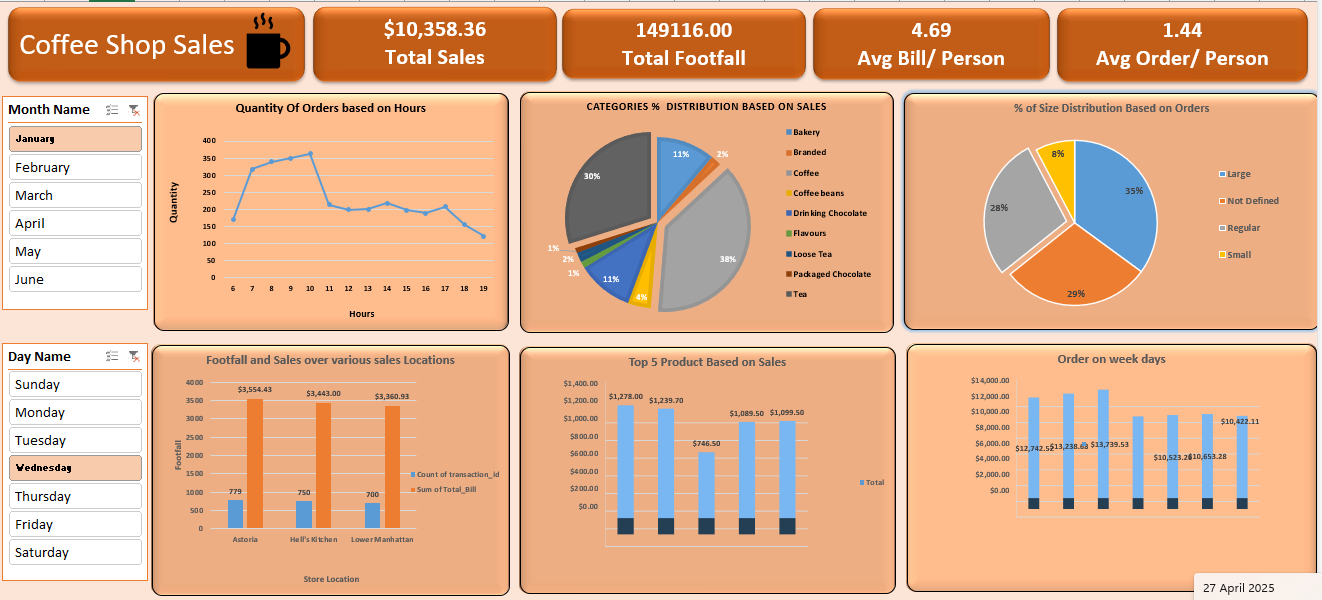 Coffee Shop Sales
$10,358.36
Total Sales
149116.00
Total Footfall
4.69
Avg Bill/ Person
1.44
Avg Order/ Person
Month Name
January
February
March
April
May
June
Day Name
Sunday
Monday
Tuesday
Wednesday
Thursday
Friday
Saturday
Quantity Of Orders based on Hours
Quantity
400
350
300
250
200
150
100
50
0
6 7 8 9 10 11 12 13 14 15 16 17 18 19
Hours
CATEGORIES % DISTRIBUTION BASED ON SALES
11%
2%
38%
4%
11%
1%
2%
1%
30%
Bakery
Branded
Coffee
Coffee beans
Drinking Chocolate
Flavours
Loose Tea
Packaged Chocolate
Tea
% of Size Distribution Based on Orders
35%
29%
28%
8%
Large
Not Defined
Regular
Small
Footfall and Sales over various sales Locations
Footfall
4000
3500
3000
2500
2000
1500
1000
500
0
779
$3,554.43
750
$3,443.00
700
$3,360.93
Astoria Hell's Kitchen Lower Manhattan
Store Location
Count of transaction_id
Sum of Total_Bill
Top 5 Product Based on Sales
$1,400.00
$1,200.00
$1,000.00
$800.00
$600.00
$400.00
$200.00
$0.00
$1,278.00
$1,239.70
$746.50
$1,089.50
$1,099.50
Total
Order on week days
$14,000.00
$12,000.00
$10,000.00
$8,000.00
$6,000.00
$4,000.00
$2,000.00
$0.00
$13,739.53
$10,653.28
$10,422.11
27 April 2025